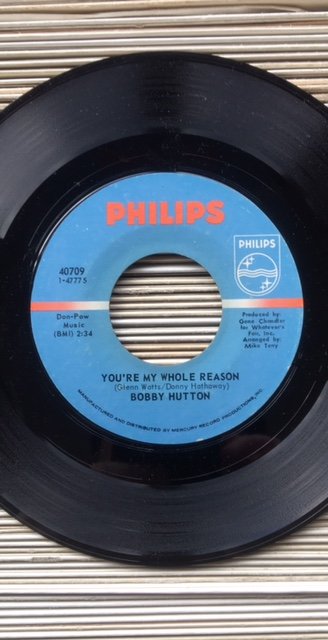 PHILIPS
PHILIPS
40709
1-47775
Don-Pow
Music
(BMI) 2:34
Produced by:
Gene Chandler
for Whatever's
Fair, Inc.
Arranged by:
Mike Terry
YOU'RE MY WHOLE REASON
(Glenn Watts/Donny Hathaway)
BOBBY HUTTON
MANUFACTURED AND DISTRIBUTED BY MERCURY RECORD PRODUCTIONS, INC.